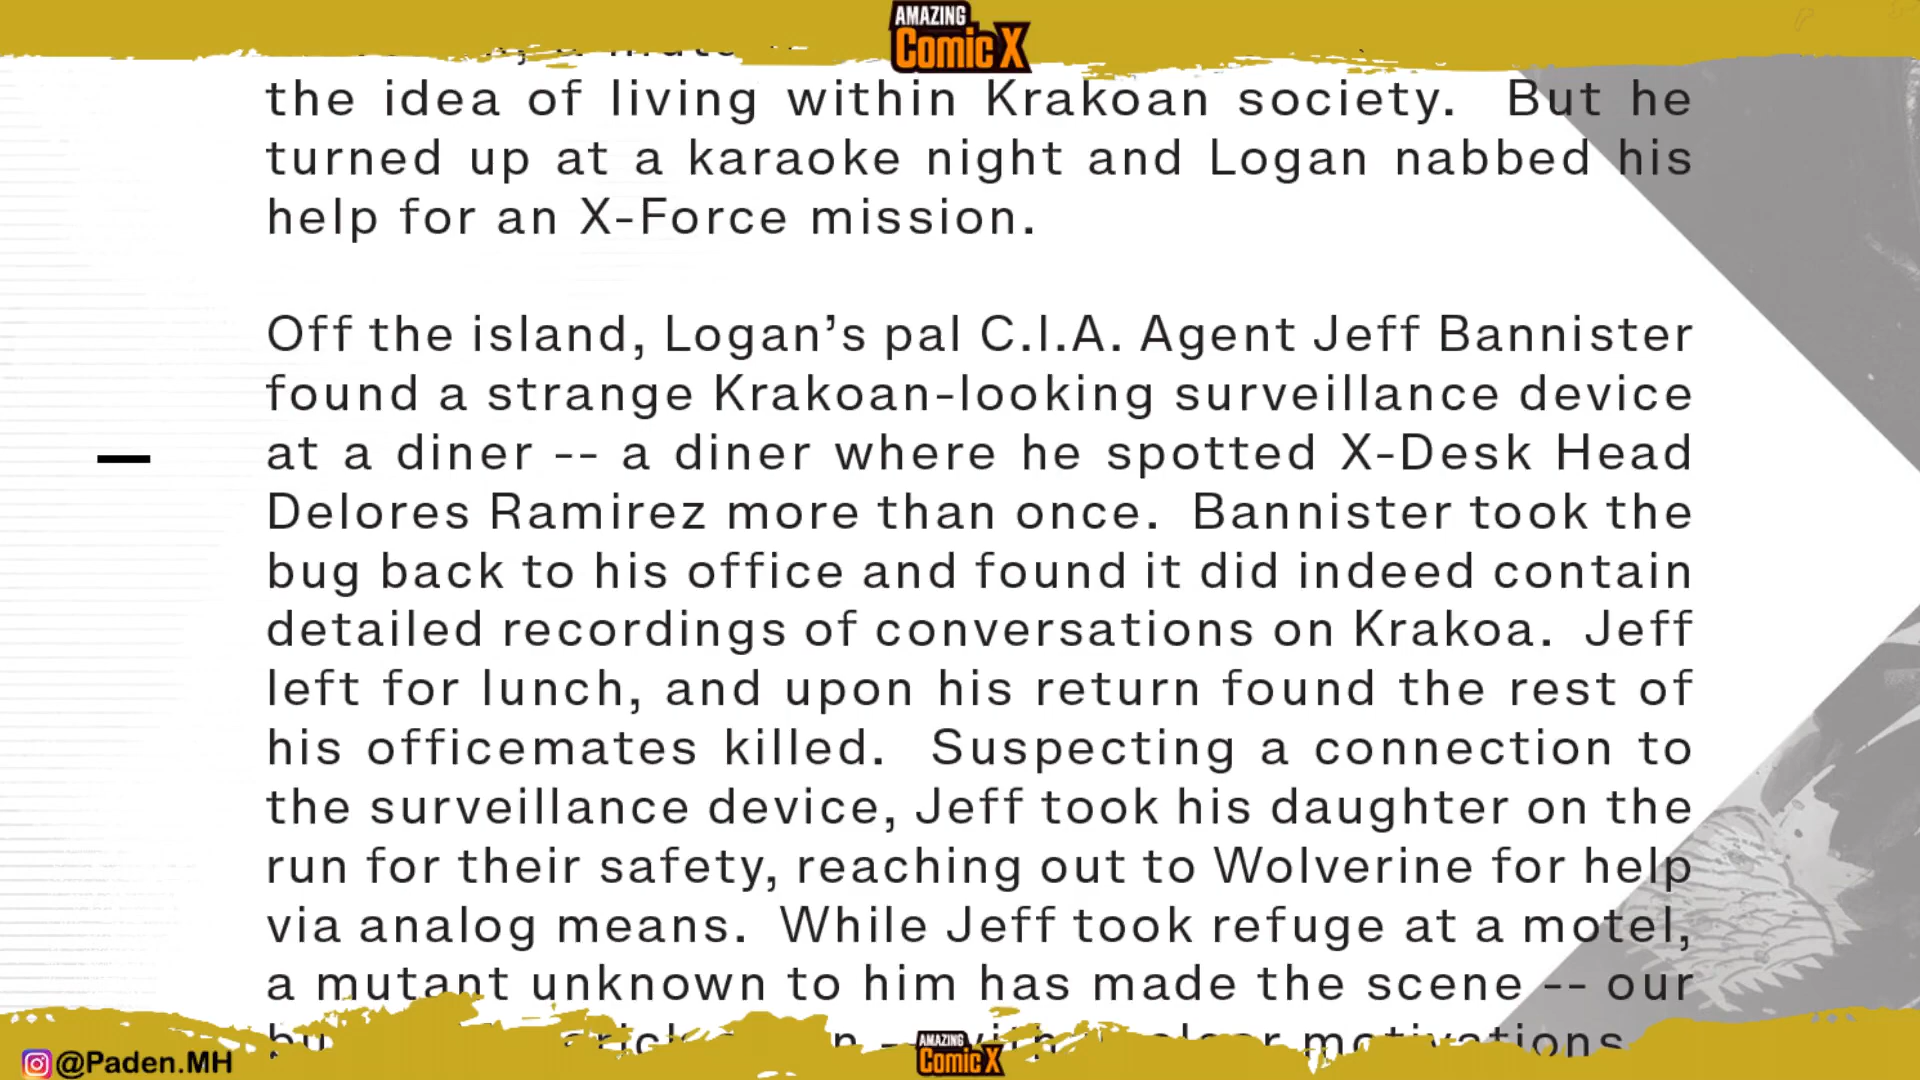 AMAZING
Comic X
the idea of living within Krakoan society. But he
turned up at a karaoke night and Logan nabbed his
help for an X-Force mission.
Off the island, Logan’s pal C.I.A. Agent Jeff Bannister
found a strange Krakoan-looking surveillance device
at a diner -- a diner where he spotted X-Desk Head
Delores Ramirez more than once. Bannister took the
bug back to his office and found it did indeed contain
detailed recordings of conversations on Krakoa. Jeff
left for lunch, and upon his return found the rest of
his officemates killed. Suspecting a connection to
the surveillance device, Jeff took his daughter on the
run for their safety, reaching out to Wolverine for help
via analog means. While Jeff took refuge at a motel,
a mutant unknown to him has made the scene -- our
motivations
AMAZING
Comic X
@Paden.MH